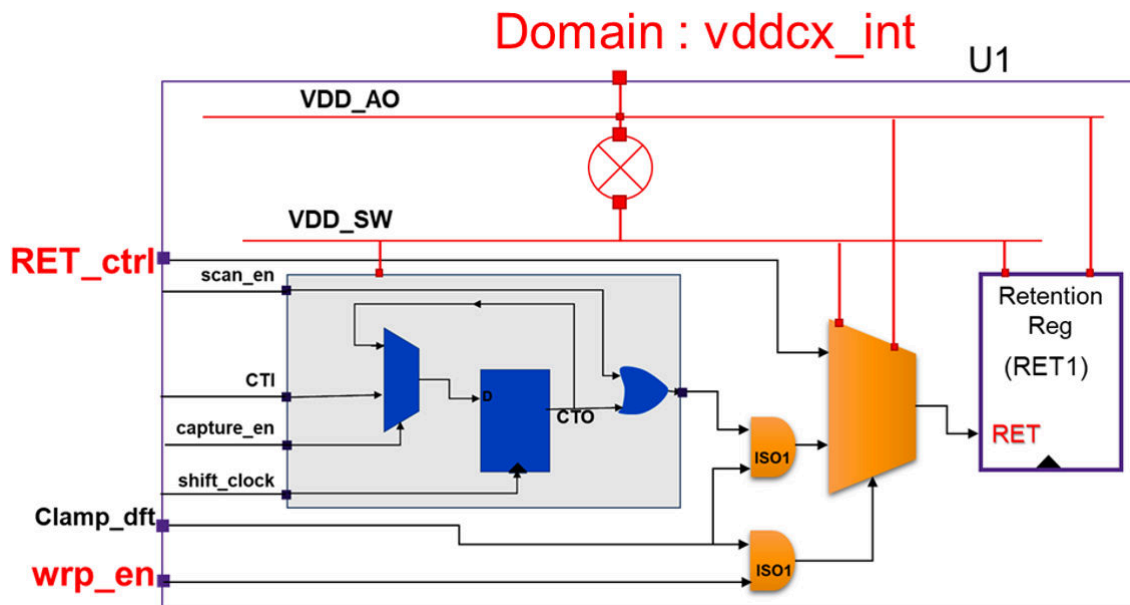 Domain : vddcx_int
U1
VDD_AO
VDD_SW
RET_ctrl
scan_en
Retention
Reg
(RET1)
CTI
D
CTO
capture_en
RET
ISO1
shift_clock
Clamp_dft
ISO1
wrp_en